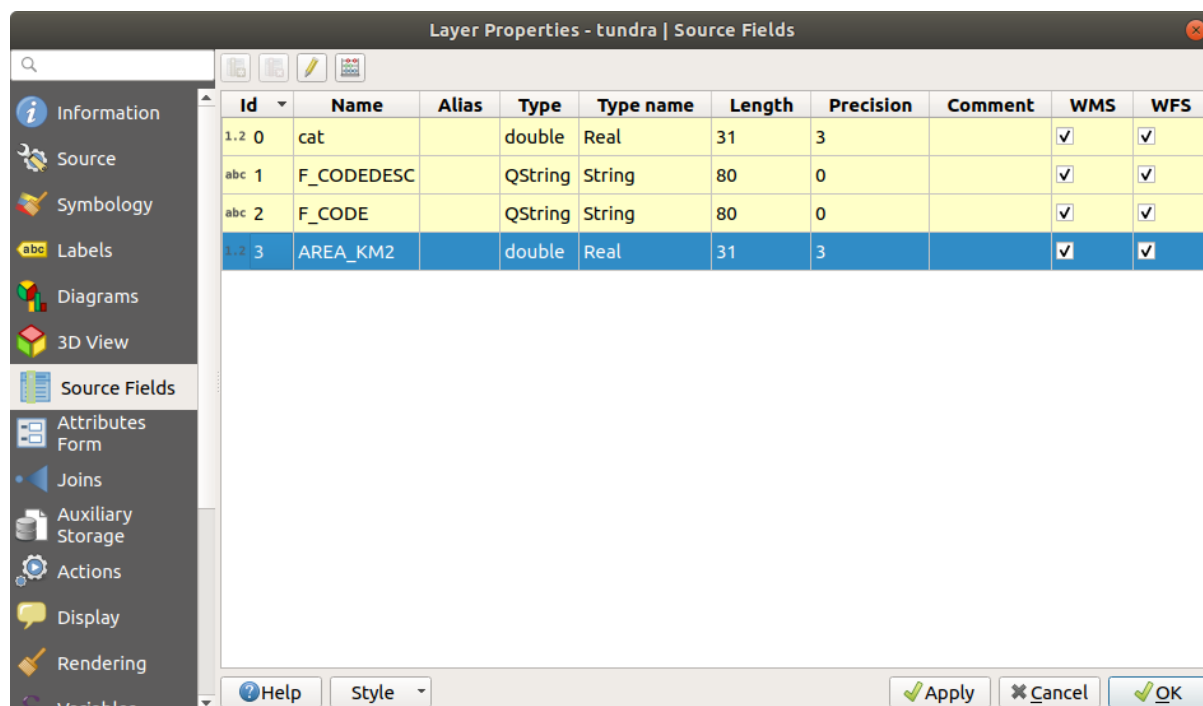 Layer Properties - tundra | Source Fields
Information
Source
Symbology
abc Labels
Diagrams
3D View
Source Fields
Attributes
Form
Joins
Auxiliary
Storage
Actions
Display
Rendering
Variables
Id Name Alias Type Type name Length Precision Comment WMS WFS
1.2 0 cat double Real 31 3
abc 1 F_CODEDESC QString String 80 0
abc 2 F_CODE QString String 80 0
1.2 3 AREA_KM2 double Real 31 3
Help Style Apply Cancel OK